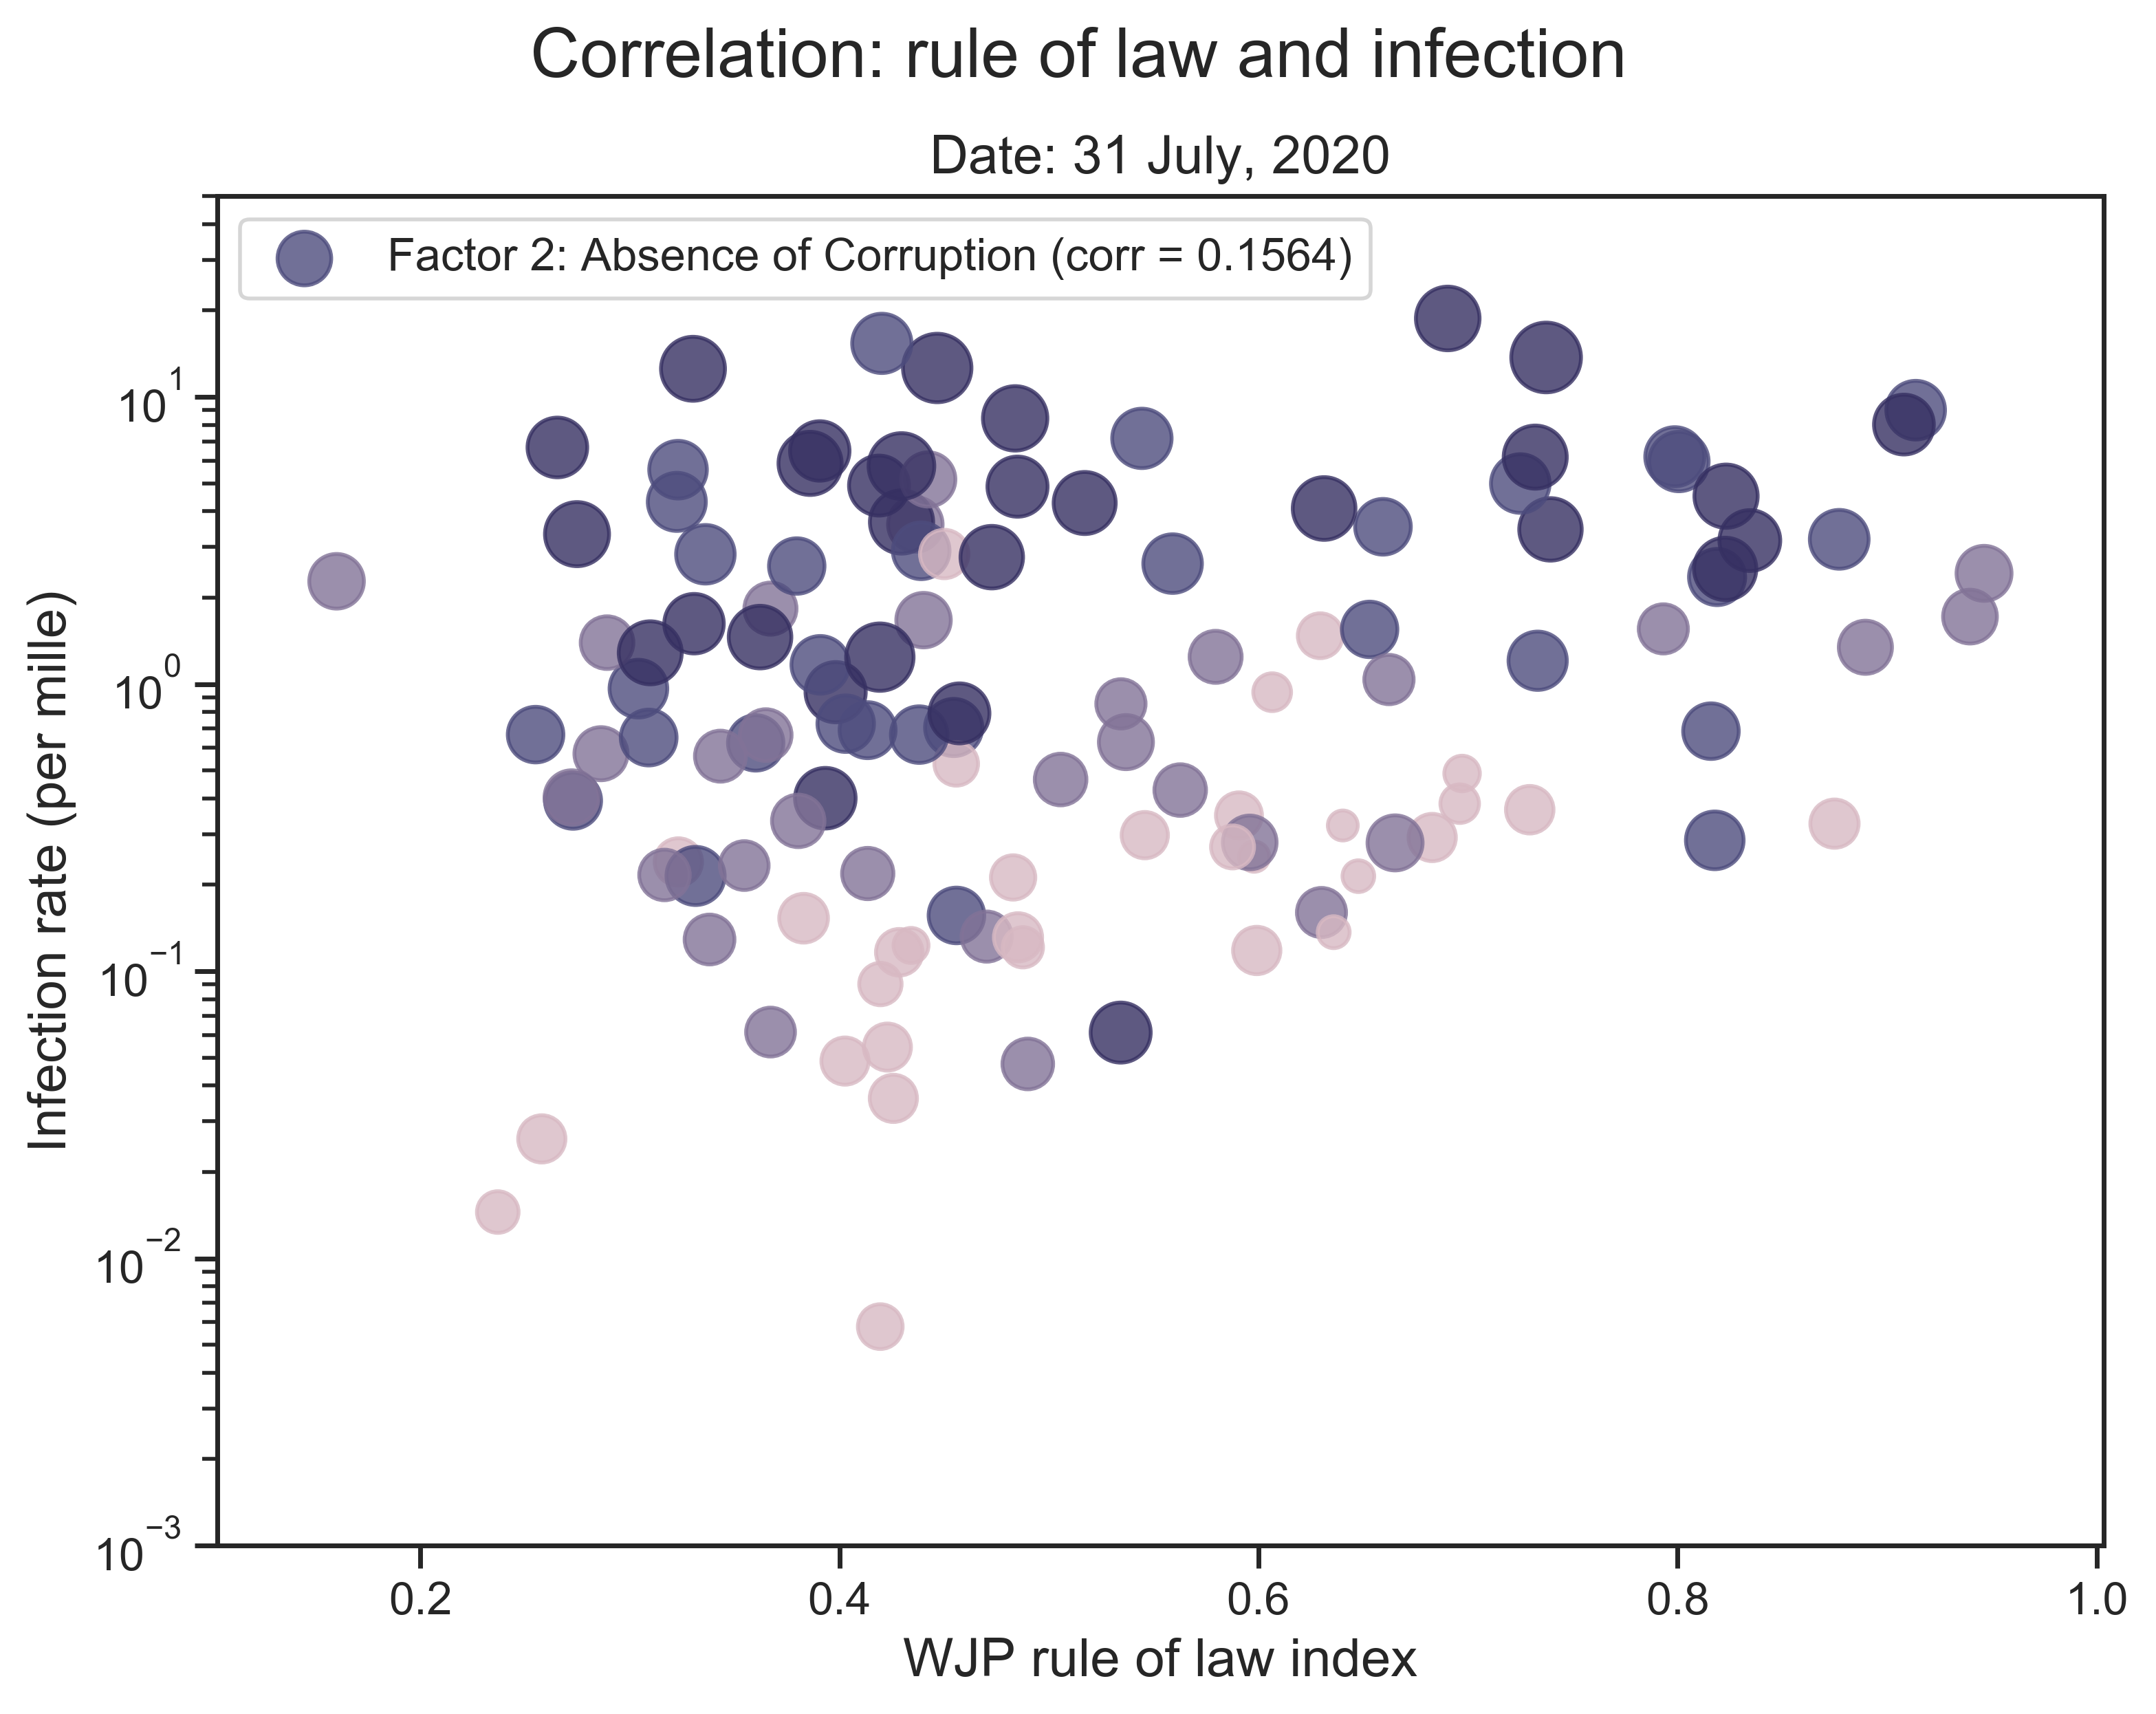 Correlation: rule of law and infection
Date: 31 July, 2020
Factor 2: Absence of Corruption (corr = 0.1564)
Infection rate (per mille)
10^1
10^0
10^−1
10^−2
10^−3
0.2 0.4 0.6 0.8 1.0
WJP rule of law index